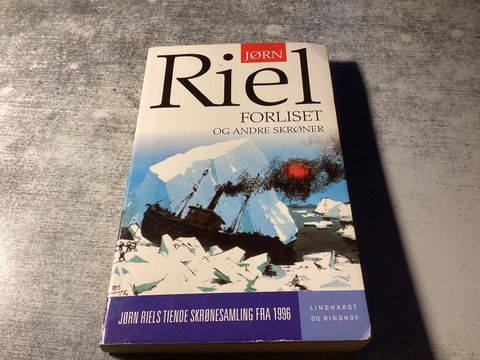 JØRN
Riel
FORLISET
OG ANDRE SKRØNER
JØRN RIELS TIENDE SKRØNESAMLING FRA 1996
LINDHARDT
OG RINGHOF